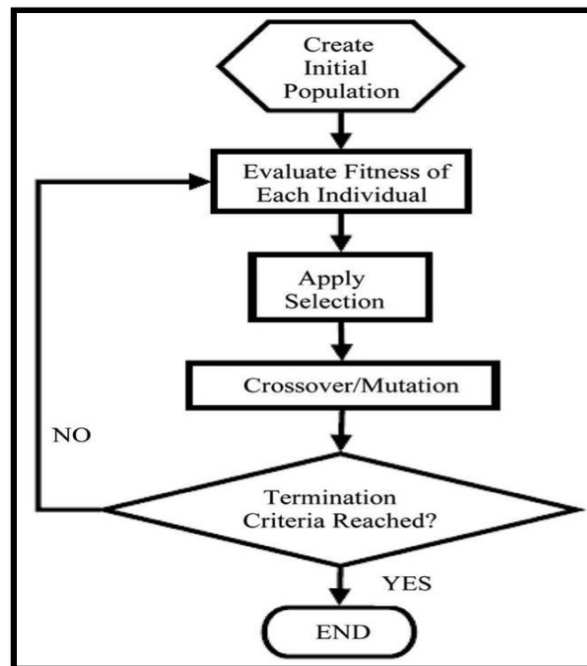 Create
Initial
Population
Evaluate Fitness of
Each Individual
Apply
Selection
Crossover/Mutation
NO
Termination
Criteria Reached?
YES
END